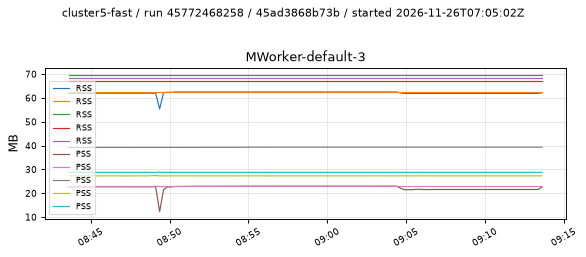 cluster5-fast / run 45772468258 / 45ad3868b73b / started 2026-11-26T07:05:02Z
MWorker-default-3
MB
70
60
50
40
30
20
10
RSS
RSS
RSS
RSS
RSS
PSS
PSS
PSS
PSS
PSS
08:45
08:50
08:55
09:00
09:05
09:10
09:15